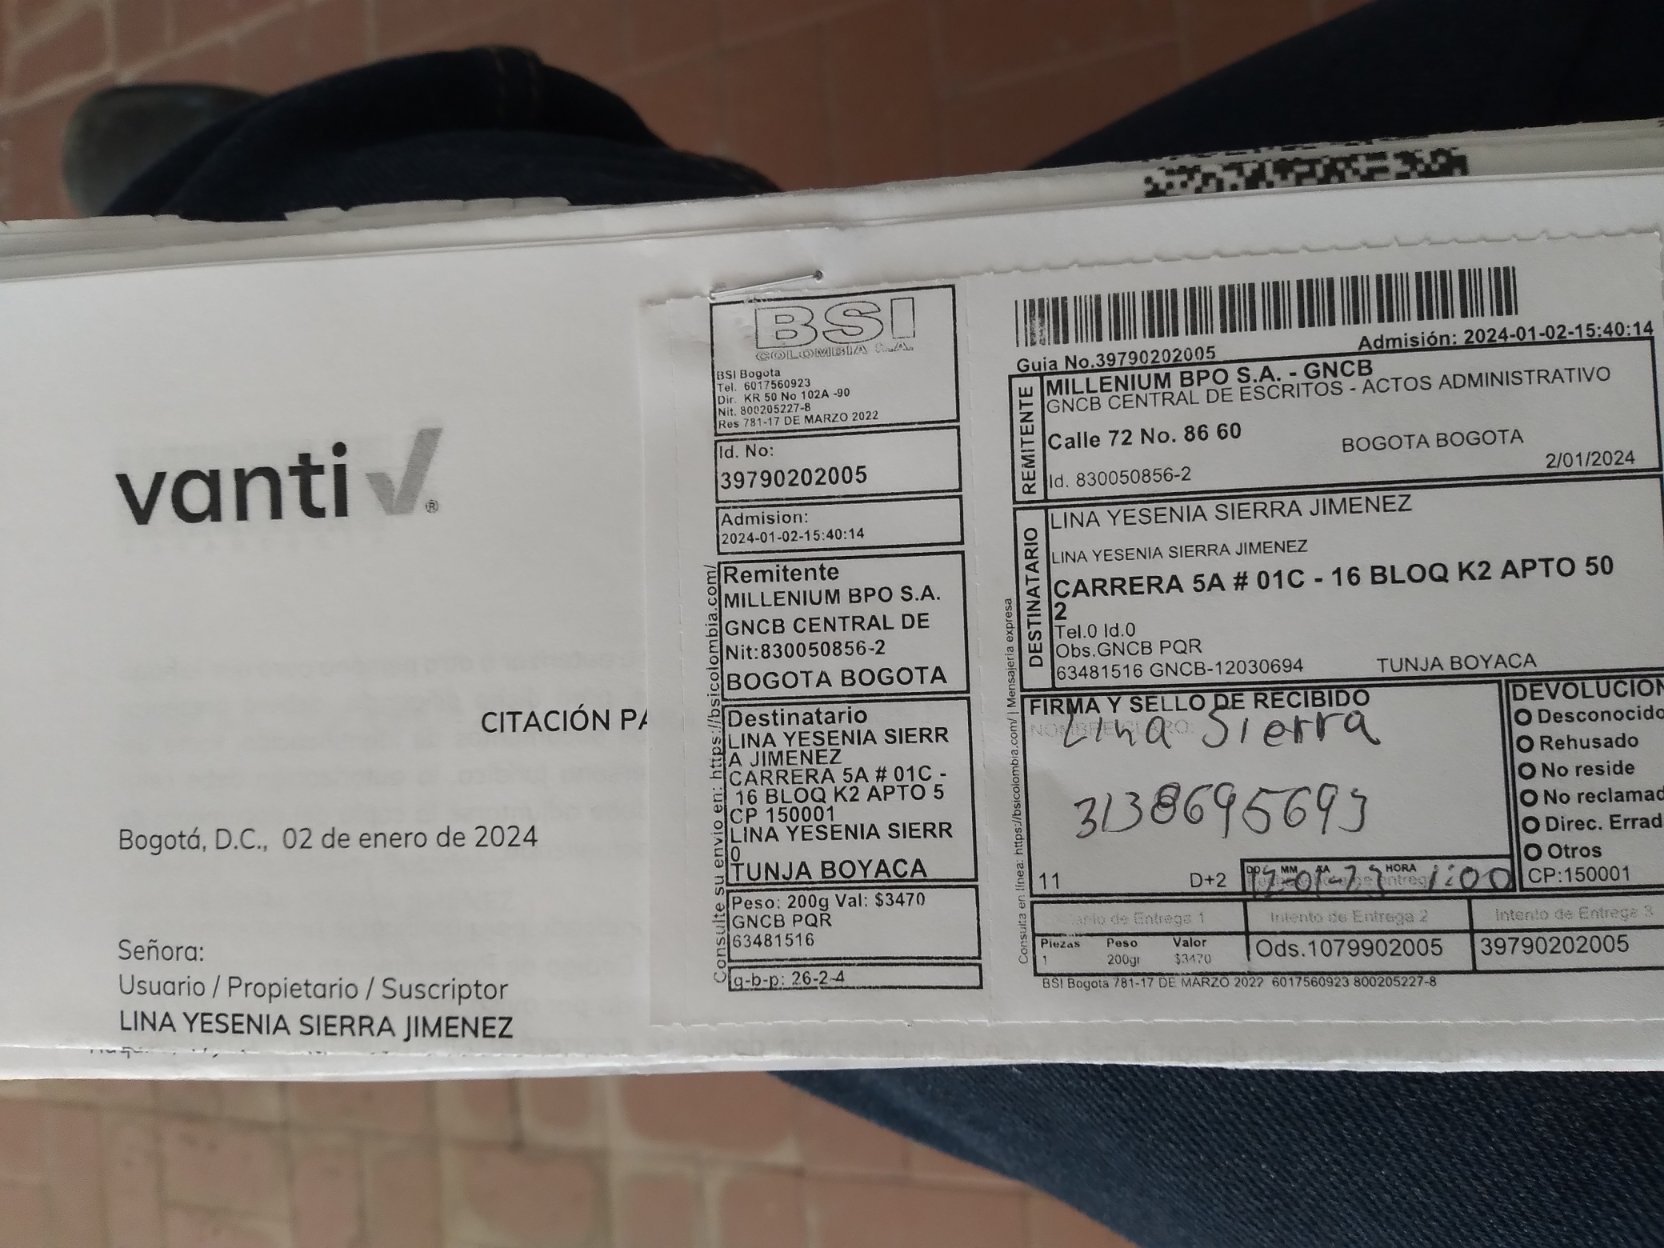 vanti
CITACIÓN PA
Bogotá, D.C., 02 de enero de 2024
Señora:
Usuario / Propietario / Suscriptor
LINA YESENIA SIERRA JIMENEZ
BSI
COLOMBIA S.A.
BSI Bogota
Tel. 6017560923
Dir. KR 50 No 102A -90
Nit. 800205227-8
Res 781-17 DE MARZO 2022
Id. No:
39790202005
Admision:
2024-01-02-15:40:14
Remitente
MILLENIUM BPO S.A.
GNCB CENTRAL DE
Nit:830050856-2
BOGOTA BOGOTA
Destinatario
LINA YESENIA SIERR
A JIMENEZ
CARRERA 5A # 01C -
16 BLOQ K2 APTO 5
CP 150001
LINA YESENIA SIERR
0
TUNJA BOYACA
Peso: 200g Val: $3470
GNCB PQR
63481516
g-b-p: 26-2-4
Consulte su envio en: https://bsicolombia.com/
Guia No.39790202005
Admisión: 2024-01-02-15:40:14
REMITENTE
MILLENIUM BPO S.A. - GNCB
GNCB CENTRAL DE ESCRITOS - ACTOS ADMINISTRATIVO
Calle 72 No. 86 60
BOGOTA BOGOTA
Id. 830050856-2
2/01/2024
DESTINATARIO
LINA YESENIA SIERRA JIMENEZ
LINA YESENIA SIERRA JIMENEZ
CARRERA 5A # 01C - 16 BLOQ K2 APTO 50
2
Tel.0 Id.0
Obs.GNCB PQR
63481516 GNCB-12030694
TUNJA BOYACA
Consulta en línea: https://bsicolombia.com/ | Mensajería expresa
FIRMA Y SELLO DE RECIBIDO
Lina Sierra
3138695693
11
D+2
MM
AA
HORA
1:00
DEVOLUCION
Desconocido
Rehusado
No reside
No reclamad
Direc. Errad
Otros
CP:150001
de Entrega 1
Intento de Entrega 2
Intento de Entrega 3
Piezas Peso Valor
1 200gr $3470
Ods.1079902005
39790202005
BSI Bogota 781-17 DE MARZO 2022 6017560923 800205227-8